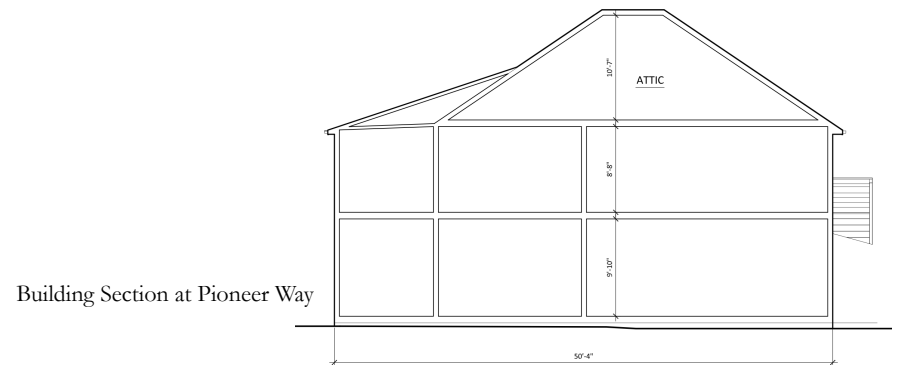 10'-7"
ATTIC
8'-8"
9'-10"
Building Section at Pioneer Way
50'-4"